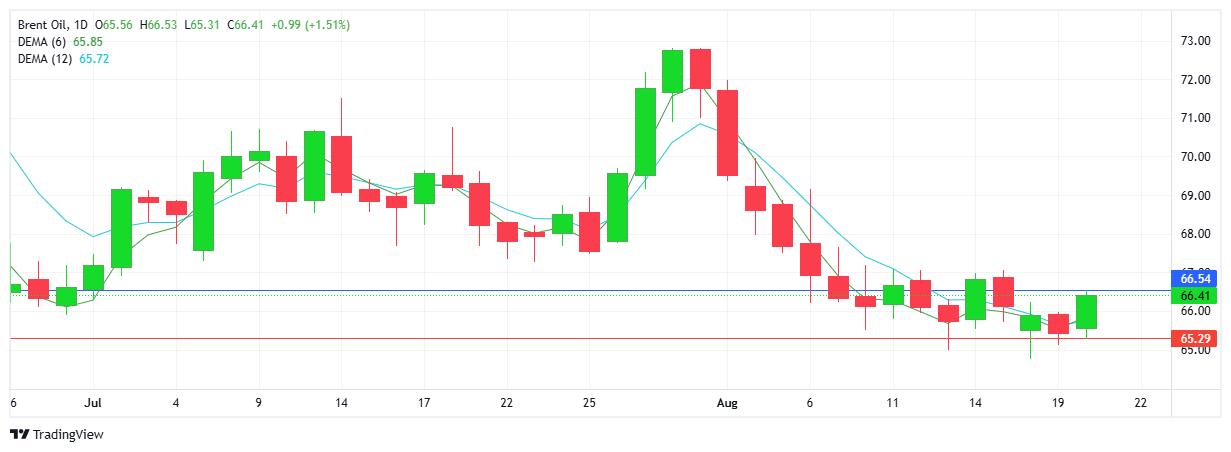 Brent Oil, 1D O65.56 H66.53 L65.31 C66.41 +0.99 (+1.51%)
DEMA (6) 65.85
DEMA (12) 65.72
73.00
72.00
71.00
70.00
69.00
68.00
67.00
66.54
66.41
66.00
65.29
65.00
6 Jul 4 9 14 17 22 25 Aug 6 11 14 19 22
TradingView